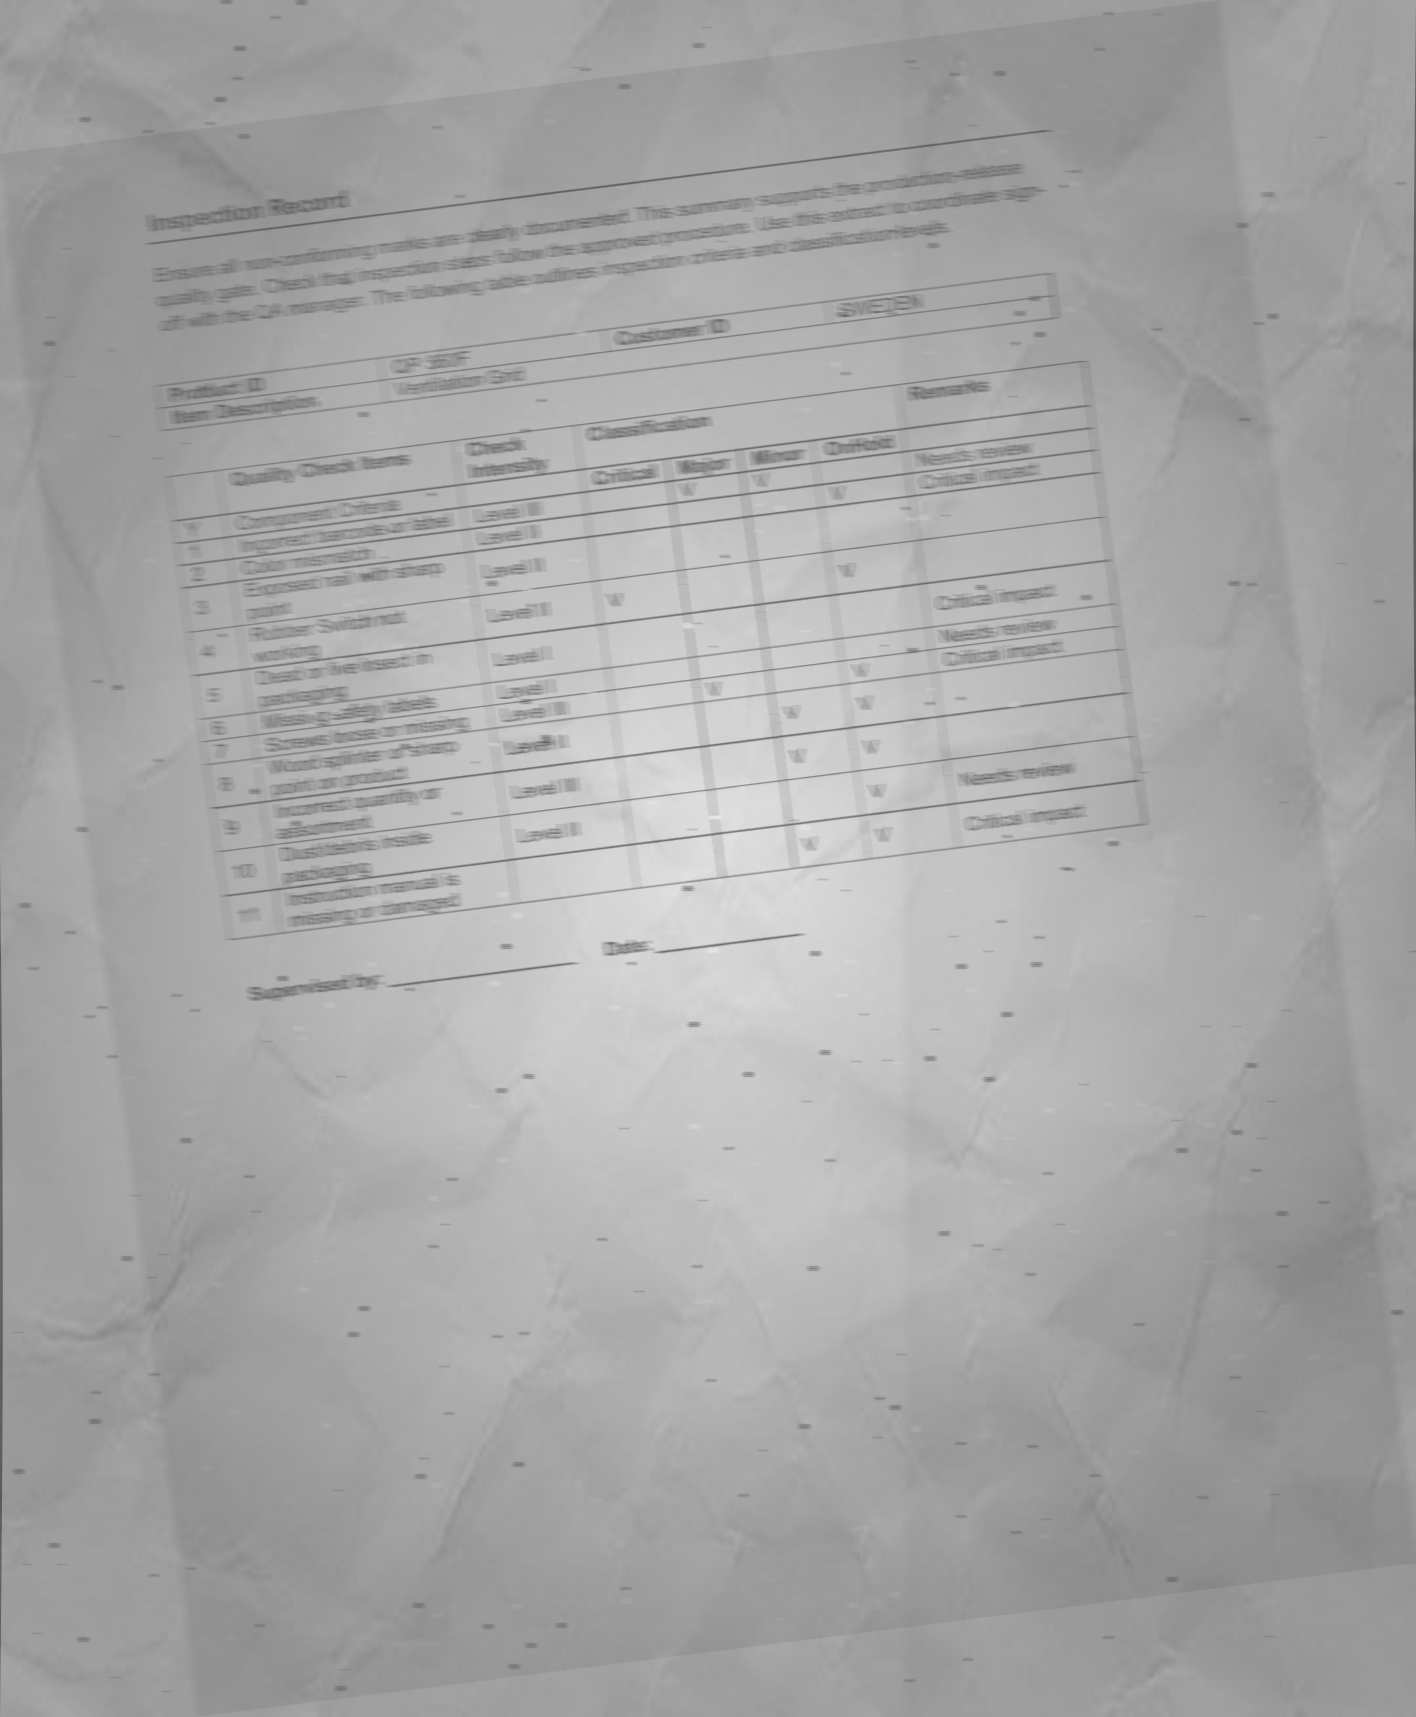 Inspection Record
Ensure all non-conforming marks are clearly documented. This summary supports the production-release
quality gate. Check that inspection steps follow the approved procedure. Use this extract to coordinate sign-
off with the QA manager. The following table outlines inspection criteria and classification levels.
Product ID Customer ID SWEDEN
Item Description Ventilation Grid
Quality Check Items Check Intensity Classification Remarks
Critical Major Minor OnHold
Component Criteria
1 Incorrect barcode or label Level III Needs review
2 Color mismatch Level II Critical impact
3 Exposed nail with sharp point Level II
4 Rubber Switch not working Level II
5 Dead or live insect in packaging Level I Critical impact
6 Missing safety labels Level I Needs review
7 Screws loose or missing Level III Critical impact
8 Wood splinter or sharp point on product Level I
9 Incorrect quantity or assortment Level III
10 Dust/debris inside packaging Level II Needs review
11 Instruction manual is missing or damaged Critical impact
Supervised by: Date: